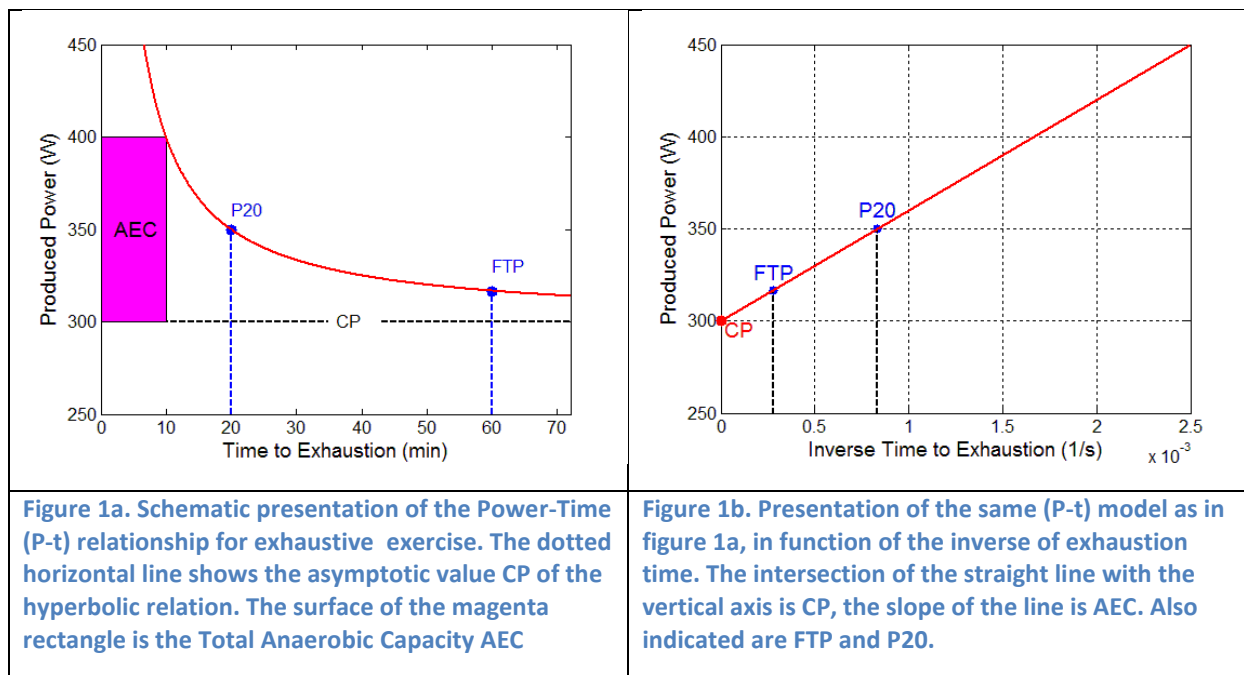 450
400
350
300
250
Produced Power (W)
AEC
P20
FTP
CP
0 10 20 30 40 50 60 70
Time to Exhaustion (min)
450
400
350
300
250
Produced Power (W)
P20
FTP
CP
0 0.5 1 1.5 2 2.5
Inverse Time to Exhaustion (1/s)
x 10⁻³
Figure 1a. Schematic presentation of the Power-Time
(P-t) relationship for exhaustive exercise. The dotted
horizontal line shows the asymptotic value CP of the
hyperbolic relation. The surface of the magenta
rectangle is the Total Anaerobic Capacity AEC
Figure 1b. Presentation of the same (P-t) model as in
figure 1a, in function of the inverse of exhaustion
time. The intersection of the straight line with the
vertical axis is CP, the slope of the line is AEC. Also
indicated are FTP and P20.